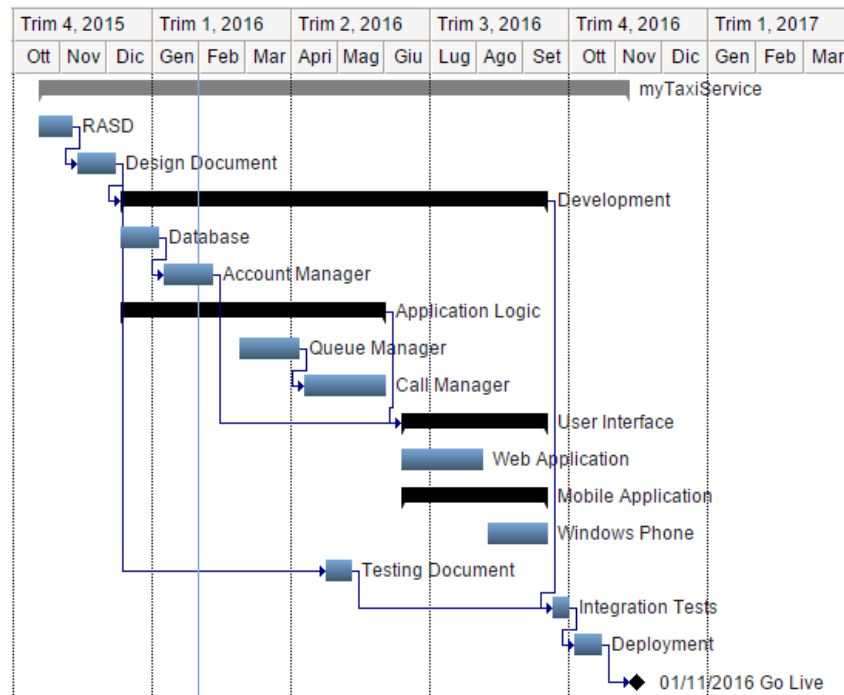 Trim 4, 2015 Trim 1, 2016 Trim 2, 2016 Trim 3, 2016 Trim 4, 2016 Trim 1, 2017
Ott Nov Dic Gen Feb Mar Apri Mag Giu Lug Ago Set Ott Nov Dic Gen Feb Mar
myTaxiService
RASD
Design Document
Development
Database
Account Manager
Application Logic
Queue Manager
Call Manager
User Interface
Web Application
Mobile Application
Windows Phone
Testing Document
Integration Tests
Deployment
01/11/2016 Go Live